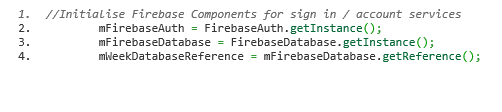 1. //Initialise Firebase Components for sign in / account services
2. mFirebaseAuth = FirebaseAuth.getInstance();
3. mFirebaseDatabase = FirebaseDatabase.getInstance();
4. mWeekDatabaseReference = mFirebaseDatabase.getReference();